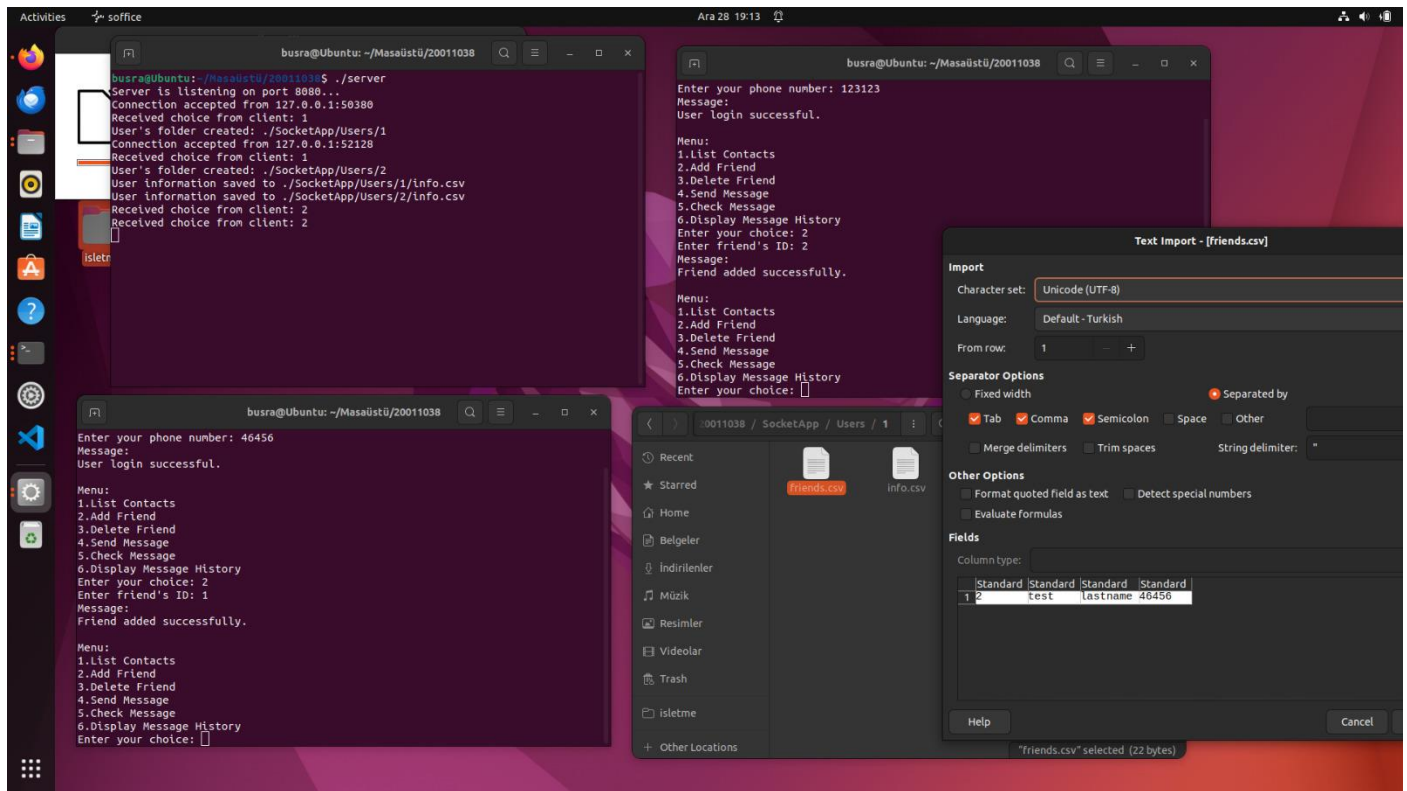 Activities
soffice
Ara 28 19:13
busra@Ubuntu: ~/Masaüstü/20011038
busra@Ubuntu:~/Masaüstü/20011038$ ./server
Server is listening on port 8080...
Connection accepted from 127.0.0.1:50380
Received choice from client: 1
User's folder created: ./SocketApp/Users/1
Connection accepted from 127.0.0.1:52128
Received choice from client: 1
User's folder created: ./SocketApp/Users/2
User information saved to ./SocketApp/Users/1/info.csv
User information saved to ./SocketApp/Users/2/info.csv
Received choice from client: 2
Received choice from client: 2
busra@Ubuntu: ~/Masaüstü/20011038
Enter your phone number: 123123
Message:
User login successful.
Menu:
1.List Contacts
2.Add Friend
3.Delete Friend
4.Send Message
5.Check Message
6.Display Message History
Enter your choice: 2
Enter friend's ID: 2
Message:
Friend added successfully.
Menu:
1.List Contacts
2.Add Friend
3.Delete Friend
4.Send Message
5.Check Message
6.Display Message History
Enter your choice:
busra@Ubuntu: ~/Masaüstü/20011038
Enter your phone number: 46456
Message:
User login successful.
Menu:
1.List Contacts
2.Add Friend
3.Delete Friend
4.Send Message
5.Check Message
6.Display Message History
Enter your choice: 2
Enter friend's ID: 1
Message:
Friend added successfully.
Menu:
1.List Contacts
2.Add Friend
3.Delete Friend
4.Send Message
5.Check Message
6.Display Message History
Enter your choice:
20011038 / SocketApp / Users / 1
Recent
Starred
Home
Belgeler
İndirilenler
Müzik
Resimler
Videolar
Trash
isletme
+ Other Locations
friends.csv
info.csv
"friends.csv" selected (22 bytes)
Text Import - [friends.csv]
Import
Character set: Unicode (UTF-8)
Language: Default - Turkish
From row: 1 - +
Separator Options
Fixed width Separated by
Tab Comma Semicolon Space Other
Merge delimiters Trim spaces String delimiter: "
Other Options
Format quoted field as text Detect special numbers
Evaluate formulas
Fields
Column type:
Standard Standard Standard Standard
1 2 test lastname 46456
Help
Cancel